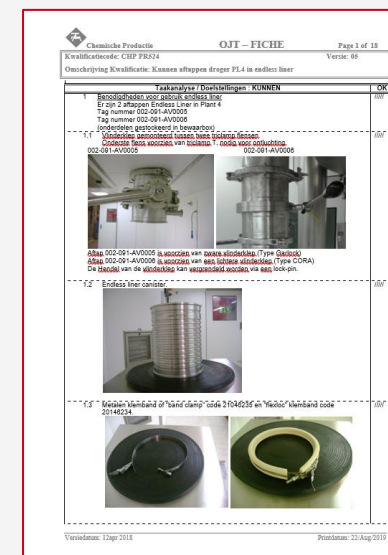 Chemische Productie OJT – FICHE Page 1 of 18
Kwalificatiecode: CHP PR524 Versie: 06
Omschrijving Kwalificatie: Kunnen aftappen droger PL4 in endless liner
Taakanalyse / Doelstellingen : KUNNEN OK
1 Benodigdheden voor gebruik endless liner
Er zijn 2 aftappen Endless Liner in Plant 4
Tag nummer 002-091-AV0005
Tag nummer 002-091-AV0006
(onderdelen gestockeerd in bewaarbox)
1.1 Vlinderklep gemonteerd tussen twee triclamp flensen.
Onderste flens voorzien van triclamp T, nodig voor ontluchting.
002-091-AV0005 002-091-AV0006
Aftap 002-091-AV0005 is voorzien van zware vlinderklep (Type Garlock)
Aftap 002-091-AV0006 is voorzien van een lichtere vlinderklep (Type CORA)
De Hendel van de vlinderklep kan vergrendeld worden via een lock-pin.
1.2 Endless liner canister.
1.3 Metalen klemband of "band clamp" code 21046235 en "flexloc" klemband code
20146234.
Versiedatum: 12apr 2018 Printdatum: 22/Aug/2019